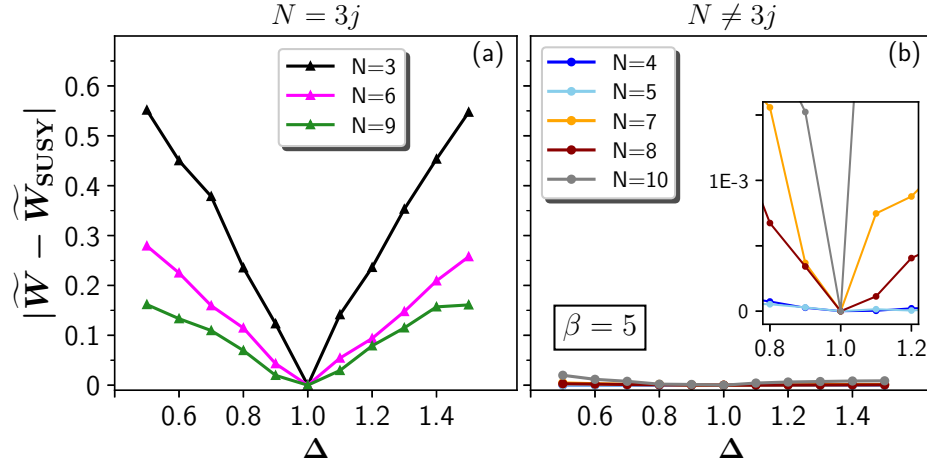 N = 3j
N ≠ 3j
(a)
(b)
N=3
N=6
N=9
N=4
N=5
N=7
N=8
N=10
|W̃ − W̃_SUSY|
0.6
0.5
0.4
0.3
0.2
0.1
0
1E-3
0
0.8 1.0 1.2
β = 5
0.6 0.8 1.0 1.2 1.4
0.6 0.8 1.0 1.2 1.4
Δ
Δ